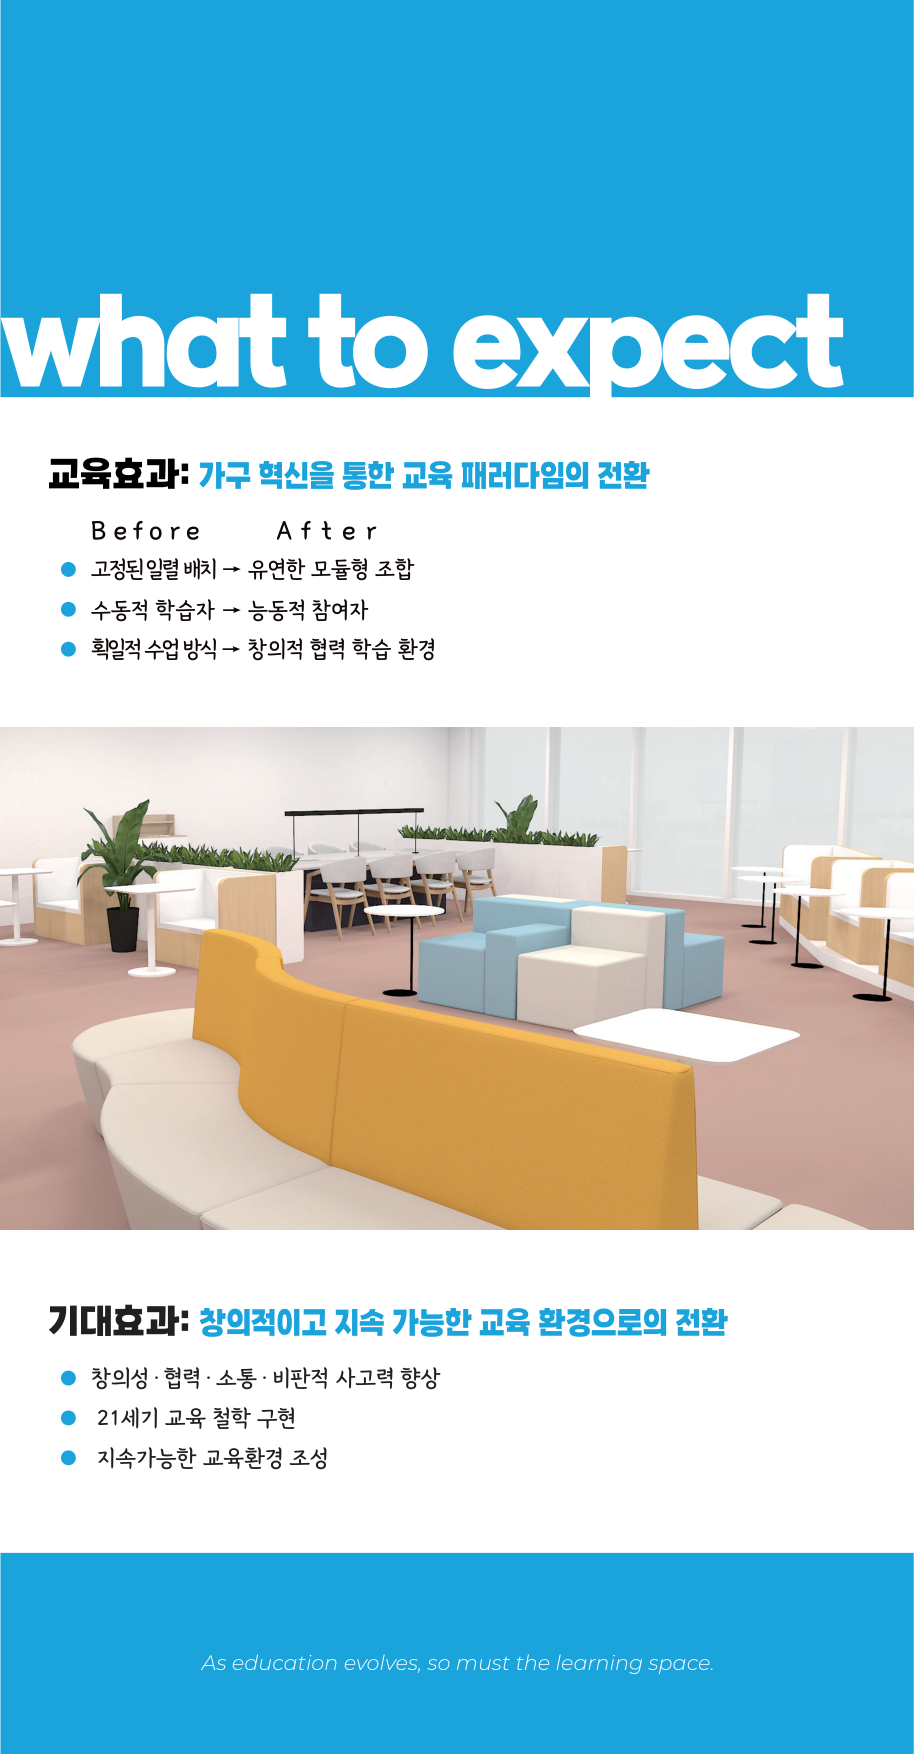 what to expect
교육효과: 가구 혁신을 통한 교육 패러다임의 전환
Before After
고정된 일렬 배치 → 유연한 모듈형 조합
수동적 학습자 → 능동적 참여자
획일적 수업 방식 → 창의적 협력 학습 환경
기대효과: 창의적이고 지속 가능한 교육 환경으로의 전환
창의성 · 협력 · 소통 · 비판적 사고력 향상
21세기 교육 철학 구현
지속가능한 교육환경 조성
As education evolves, so must the learning space.